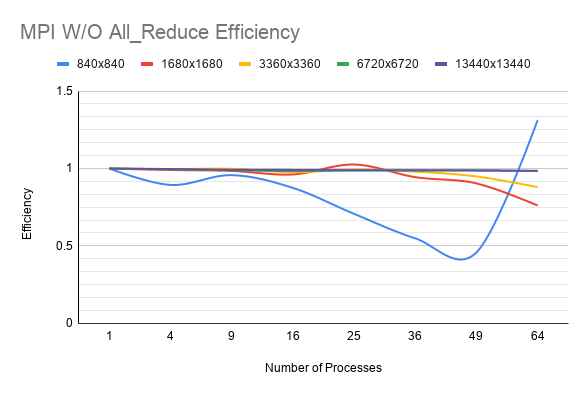 MPI W/O All_Reduce Efficiency
840x840 1680x1680 3360x3360 6720x6720 13440x13440
1.5
1
0.5
0
Efficiency
1 4 9 16 25 36 49 64
Number of Processes